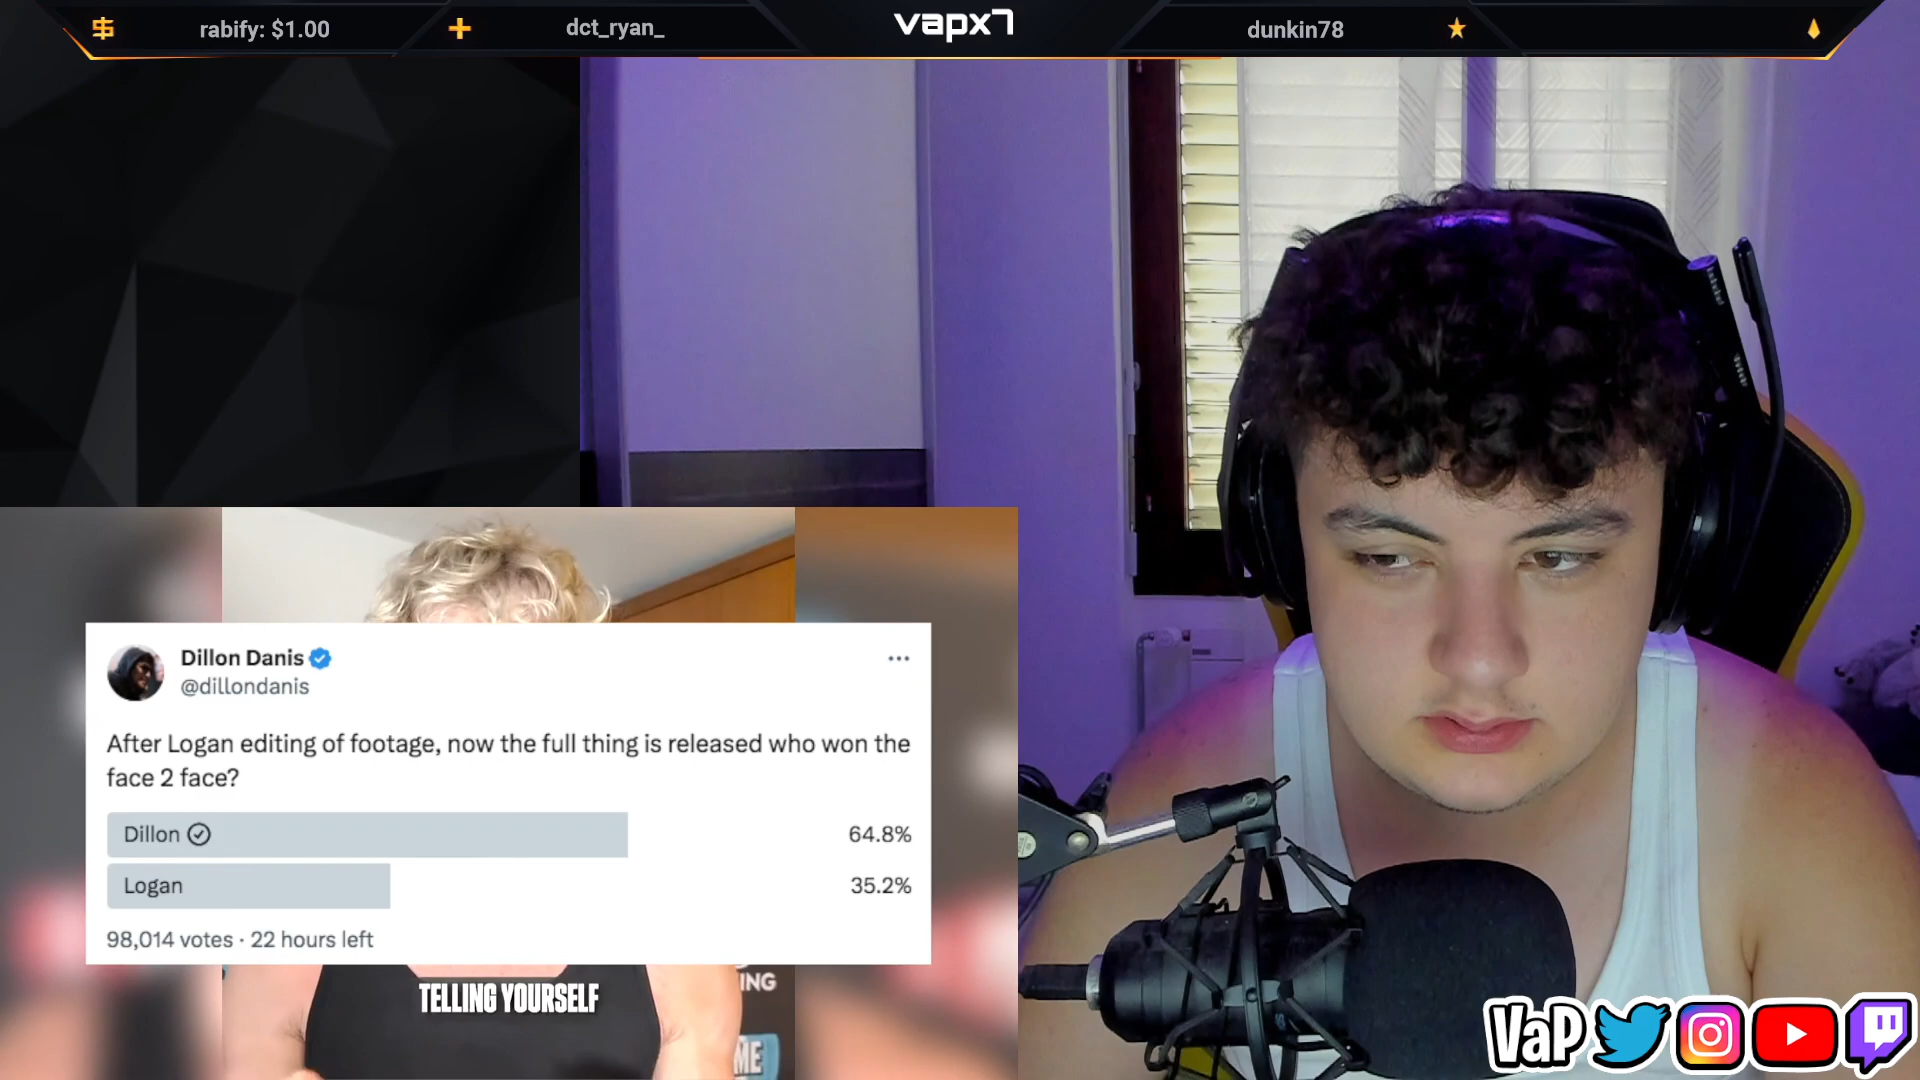 rabify: $1.00
dct_ryan_
vapx7
dunkin78
Dillon Danis
@dillondanis
After Logan editing of footage, now the full thing is released who won the
face 2 face?
Dillon 64.8%
Logan 35.2%
98,014 votes · 22 hours left
ING
TELLING YOURSELF
ME
VaP